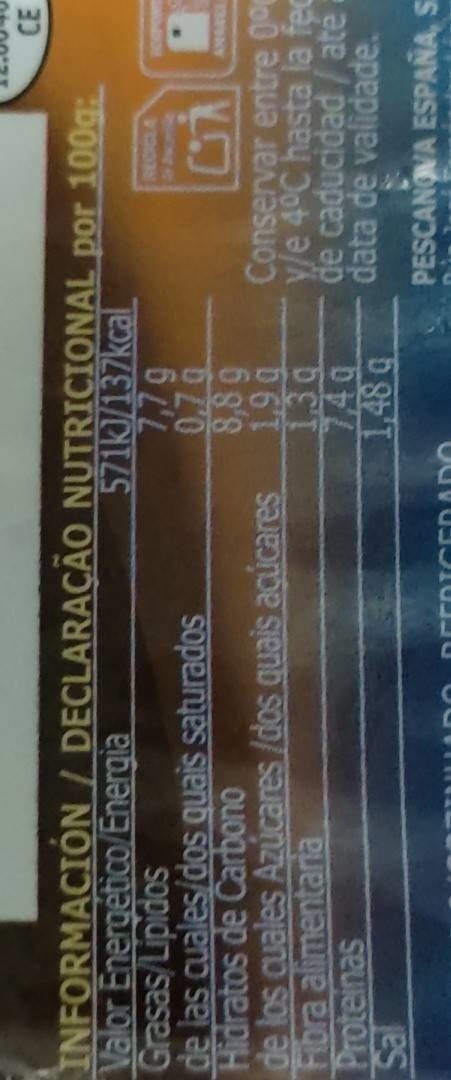 CE
INFORMACIÓN / DECLARAÇÃO NUTRICIONAL por 100g:
Valor Energético/Energia 571kJ/137kcal
Grasas/Lípidos 7,7 g
de las cuales/dos quais saturados 0,7 g
Hidratos de Carbono 8,8 g
de los cuales Azúcares /dos quais açúcares 1,9 g
Fibra alimentaria 1,3 g
Proteínas 7,4 g
Sal 1,48 g
Conservar entre 0º
y/e 4ºC hasta la fec
de caducidad / até
data de validade.
PESCANOVA ESPAÑA, S
REFRIGERADO